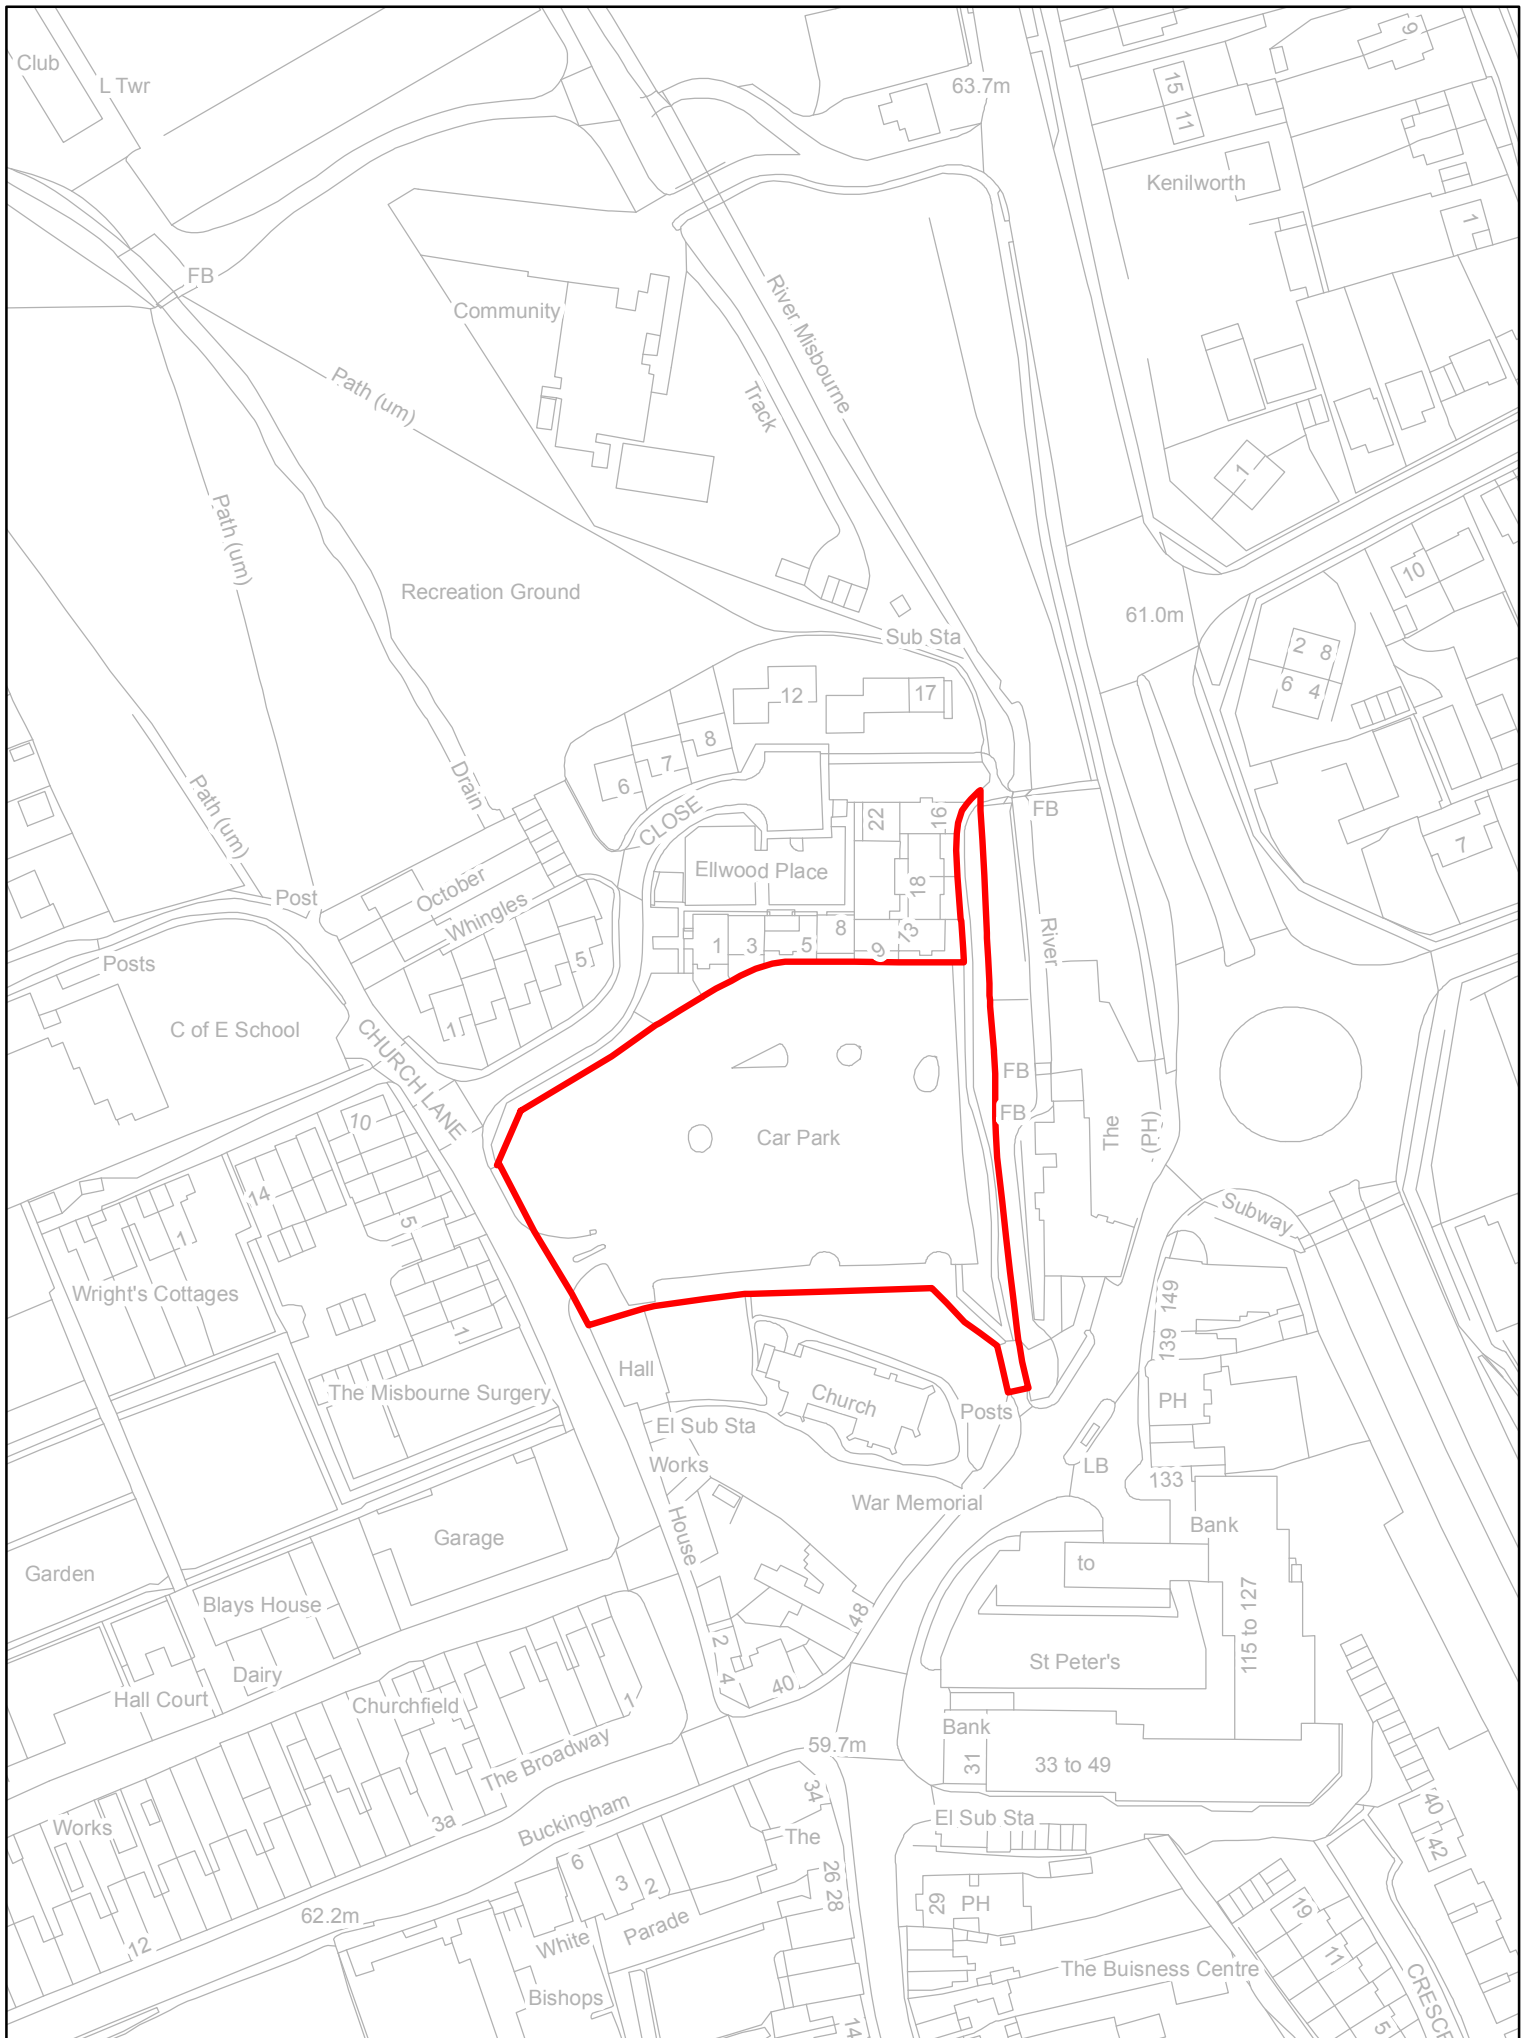 Club
L Twr
63.7m
9
15
11
Kenilworth
1
FB
Community
River Misbourne
Path (um)
Track
1
Path (um)
Recreation Ground
10
61.0m
Sub Sta
2 8
6 4
12
17
8
7
6
Path (um)
Drain
CLOSE
22
16
FB
7
Ellwood Place
October
Whingles
18
Post
River
8
13
1
3
5
9
5
Posts
C of E School
1
CHURCH LANE
FB
FB
10
Car Park
The
(PH)
14
5
1
Subway
Wright's Cottages
149
1
139
Hall
The Misbourne Surgery
Church
PH
Posts
El Sub Sta
Works
LB
133
War Memorial
House
Bank
Garage
to
Garden
Blays House
48
115 to 127
2
St Peter's
Dairy
4
40
Hall Court
Churchfield
1
Bank
The Broadway
59.7m
31
33 to 49
34
40
3a
Buckingham
El Sub Sta
Works
The
42
6
3
2
26 28
29
PH
62.2m
Parade
19
12
White
11
The Buisness Centre
Bishops
CRESC
14
5